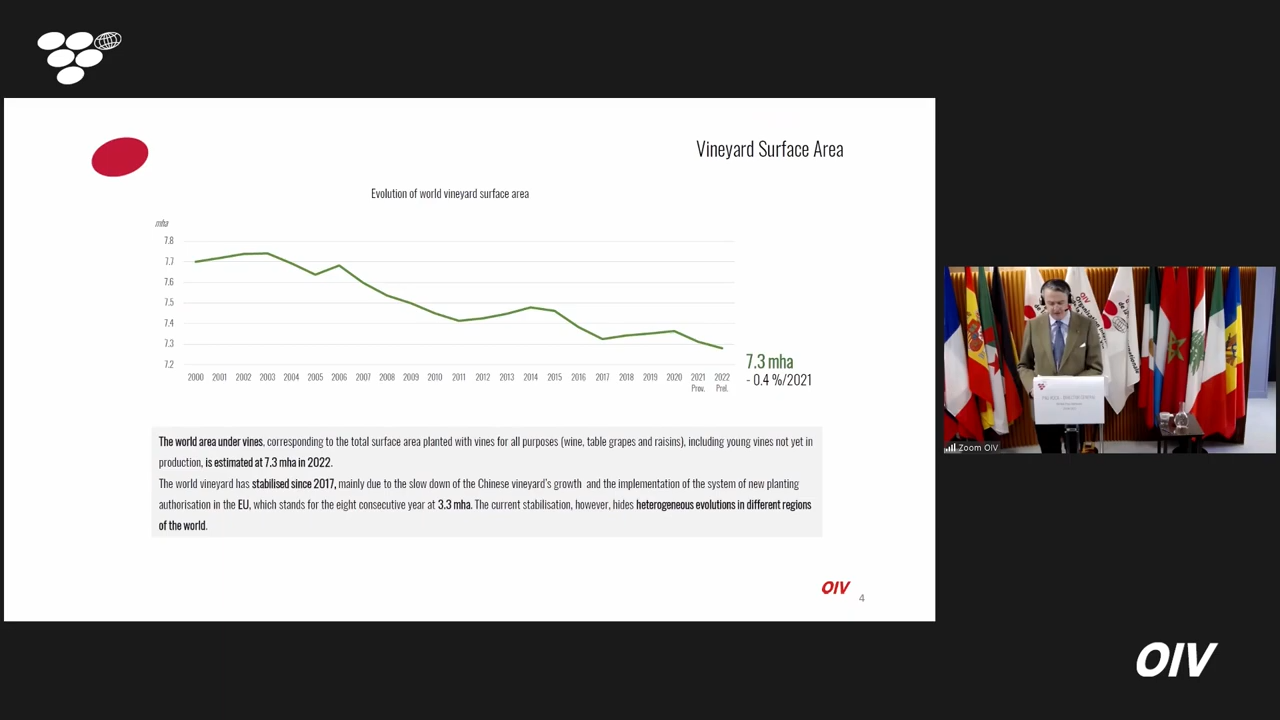 Vineyard Surface Area
Evolution of world vineyard surface area
mha
7.8
7.7
7.6
7.5
7.4
7.3
7.2
2000 2001 2002 2003 2004 2005 2006 2007 2008 2009 2010 2011 2012 2013 2014 2015 2016 2017 2018 2019 2020 2021 2022
Prov. Prel.
7.3 mha
- 0.4 %/2021
The world area under vines, corresponding to the total surface area planted with vines for all purposes (wine, table grapes and raisins), including young vines not yet in
production, is estimated at 7.3 mha in 2022.
The world vineyard has stabilised since 2017, mainly due to the slow down of the Chinese vineyard's growth and the implementation of the system of new planting
authorisation in the EU, which stands for the eight consecutive year at 3.3 mha. The current stabilisation, however, hides heterogeneous evolutions in different regions
of the world.
OIV
4
OIV
Zoom OIV
OIV